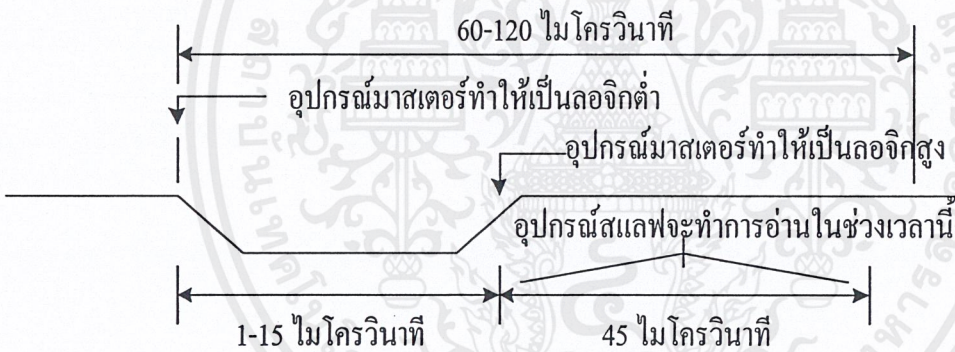 60-120 ไมโครวินาที
อุปกรณ์มาสเตอร์ทำให้เป็นลอจิกต่ำ
อุปกรณ์มาสเตอร์ทำให้เป็นลอจิกสูง
อุปกรณ์สแลฟจะทำการอ่านในช่วงเวลานี้
1-15 ไมโครวินาที
45 ไมโครวินาที